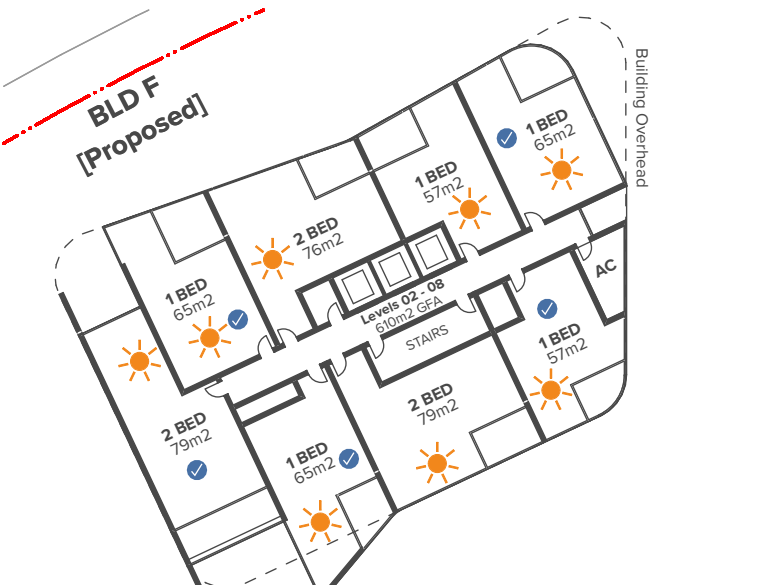 BLD F
[Proposed]
Building Overhead
1 BED
65m2
1 BED
57m2
2 BED
76m2
1 BED
65m2
AC
Levels 02 - 08
610m2 GFA
STAIRS
1 BED
57m2
2 BED
79m2
2 BED
79m2
1 BED
65m2